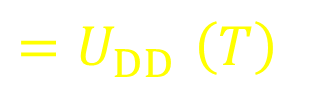 = U_DD (T)